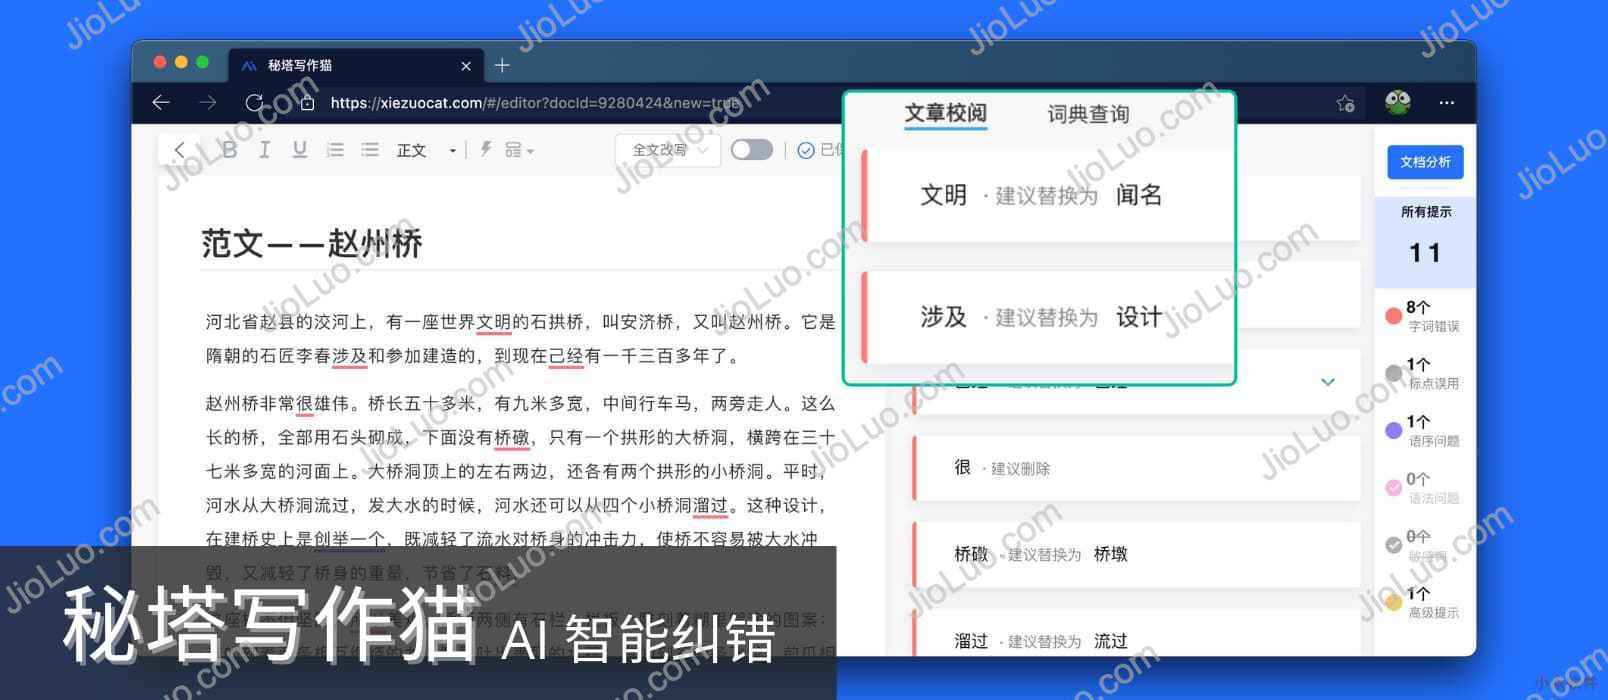 秘塔写作猫
https://xiezuocat.com/#/editor?docId=9280424&new=true
B I U 正文
全文改写
文章校阅 词典查询
文明 · 建议替换为 闻名
涉及 · 建议替换为 设计
文档分析
所有提示
11
8个
字词错误
1个
标点误用
1个
语序问题
0个
语法问题
0个
1个
高级提示
范文——赵州桥
河北省赵县的洨河上，有一座世界文明的石拱桥，叫安济桥，又叫赵州桥。它是
隋朝的石匠李春涉及和参加建造的，到现在己经有一千三百多年了。
赵州桥非常很雄伟。桥长五十多米，有九米多宽，中间行车马，两旁走人。这么
长的桥，全部用石头砌成，下面没有桥礅，只有一个拱形的大桥洞，横跨在三十
七米多宽的河面上。大桥洞顶上的左右两边，还各有两个拱形的小桥洞。平时，
河水从大桥洞流过，发大水的时候，河水还可以从四个小桥洞溜过。这种设计，
在建桥史上是创举一个，既减轻了流水对桥身的冲击力，使桥不容易被大水冲
毁，又减轻了桥身的重量，节省了石料。
很 · 建议删除
桥礅 · 建议替换为 桥墩
溜过 · 建议替换为 流过
秘塔写作猫 AI 智能纠错
JioLuo.com